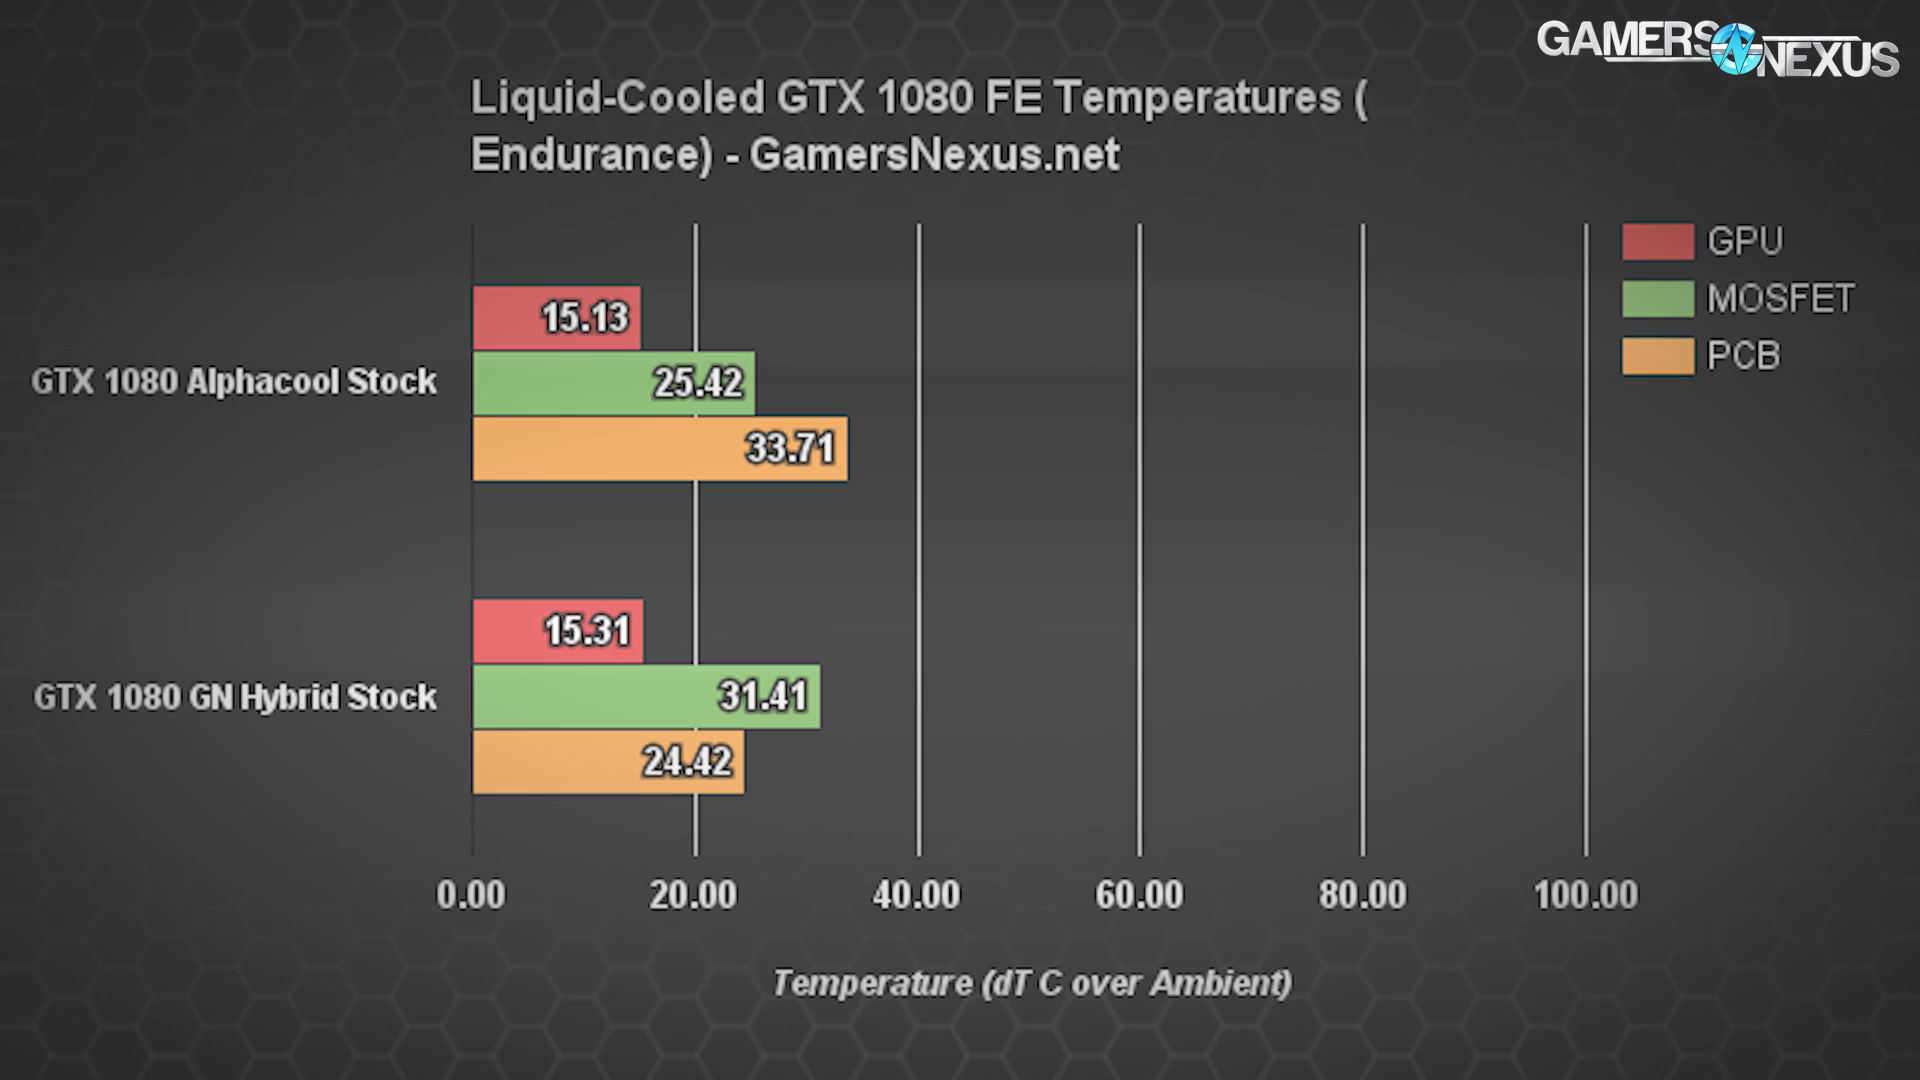 GAMERS NEXUS
Liquid-Cooled GTX 1080 FE Temperatures (
Endurance) - GamersNexus.net
GPU
MOSFET
PCB
GTX 1080 Alphacool Stock
15.13
25.42
33.71
GTX 1080 GN Hybrid Stock
15.31
31.41
24.42
0.00 20.00 40.00 60.00 80.00 100.00
Temperature (dT C over Ambient)